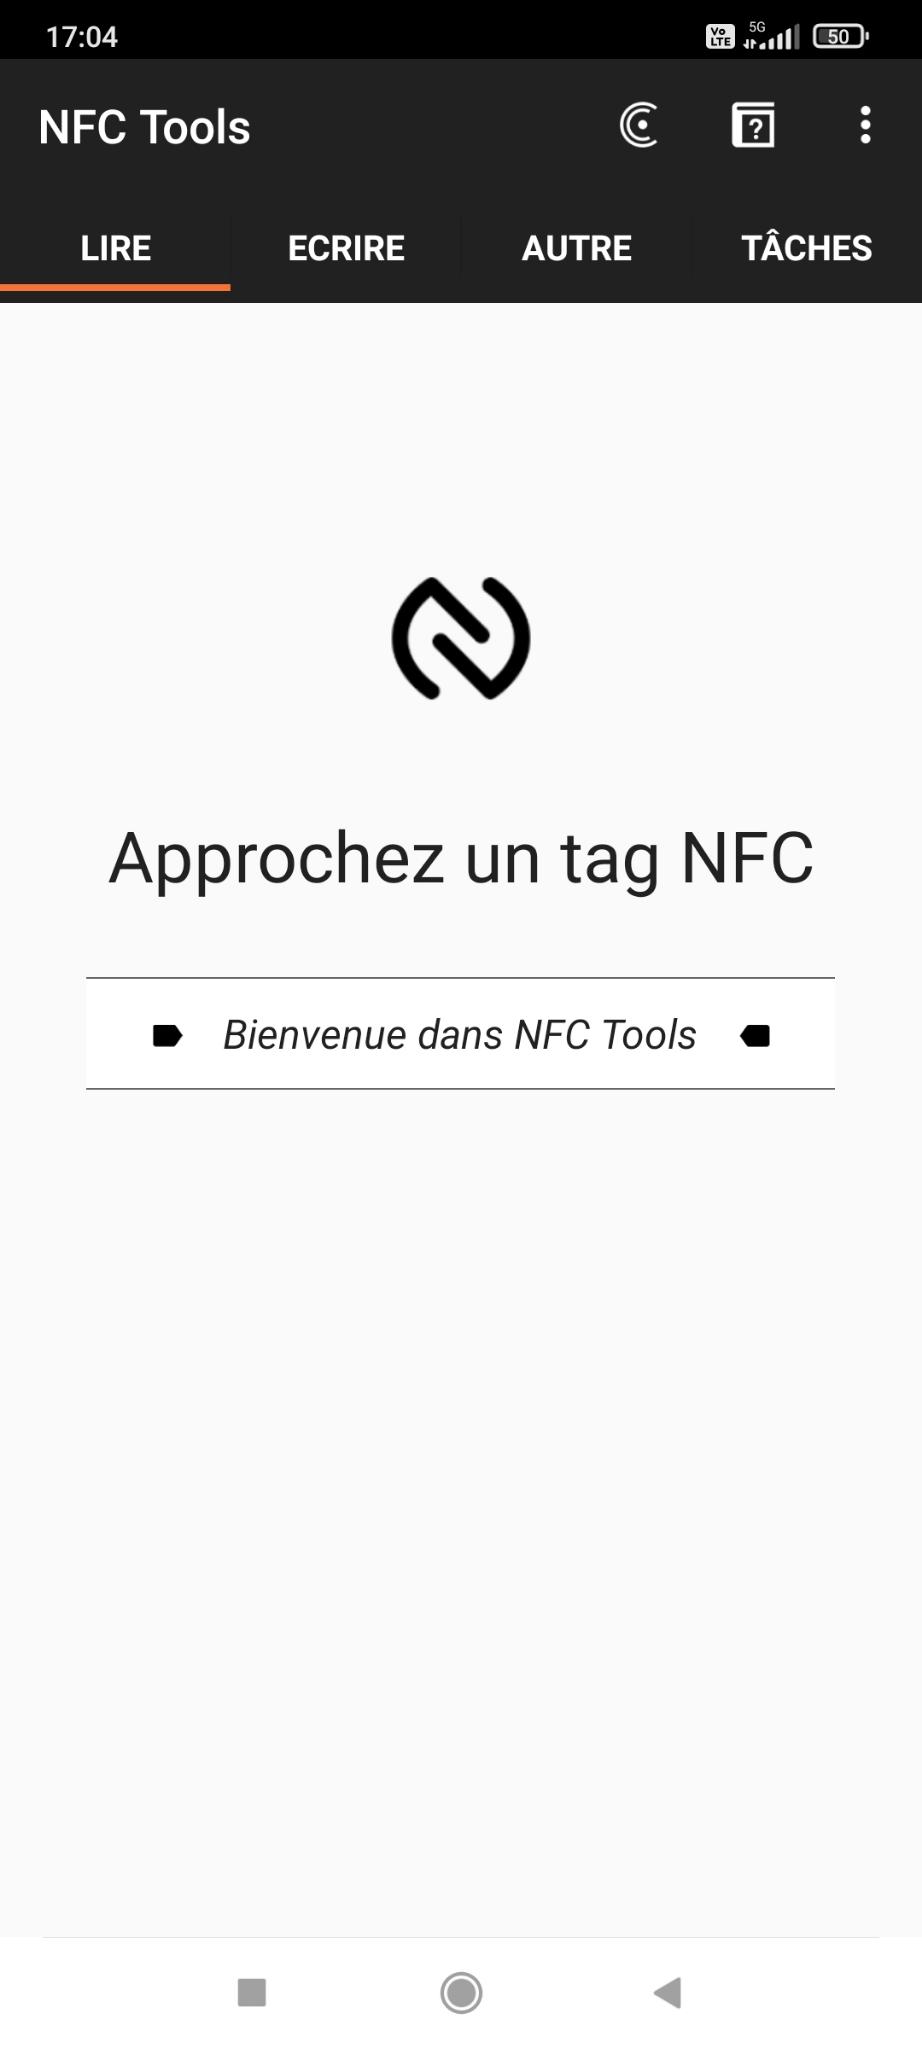 17:04
Vo LTE 5G 50
NFC Tools
?
LIRE ECRIRE AUTRE TÂCHES
Approchez un tag NFC
Bienvenue dans NFC Tools